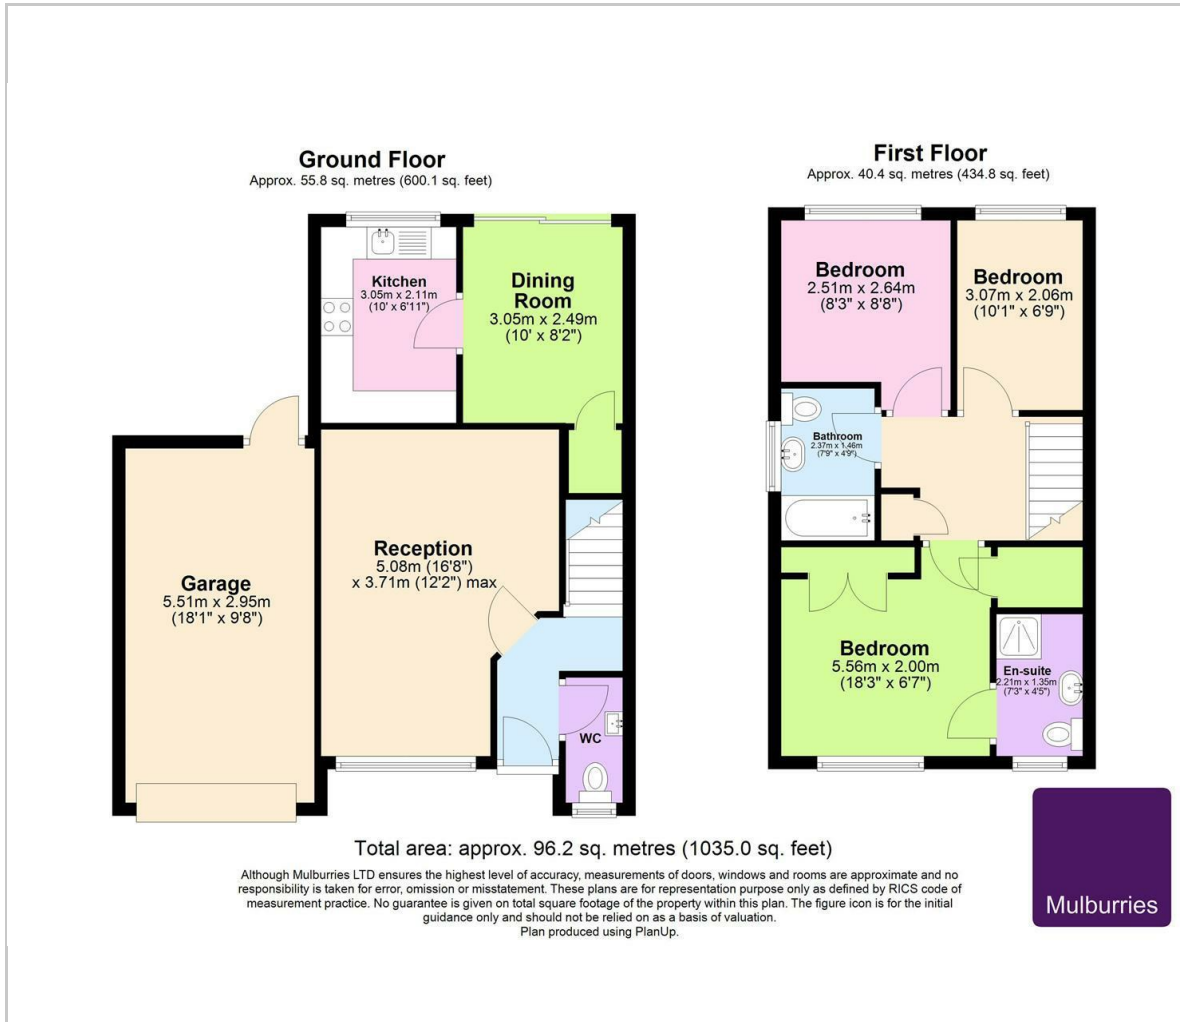 Ground Floor
Approx. 55.8 sq. metres (600.1 sq. feet)
Kitchen
3.05m x 2.11m
(10' x 6'11")
Dining
Room
3.05m x 2.49m
(10' x 8'2")
Reception
5.08m (16'8")
x 3.71m (12'2") max
Garage
5.51m x 2.95m
(18'1" x 9'8")
WC
First Floor
Approx. 40.4 sq. metres (434.8 sq. feet)
Bedroom
2.51m x 2.64m
(8'3" x 8'8")
Bedroom
3.07m x 2.06m
(10'1" x 6'9")
Bathroom
2.37m x 1.46m
(7'9" x 4'9")
Bedroom
5.56m x 2.00m
(18'3" x 6'7")
En-suite
2.21m x 1.35m
(7'3" x 4'5")
Total area: approx. 96.2 sq. metres (1035.0 sq. feet)
Although Mulburries LTD ensures the highest level of accuracy, measurements of doors, windows and rooms are approximate and no
responsibility is taken for error, omission or misstatement. These plans are for representation purpose only as defined by RICS code of
measurement practice. No guarantee is given on total square footage of the property within this plan. The figure icon is for the initial
guidance only and should not be relied on as a basis of valuation.
Plan produced using PlanUp.
Mulburries